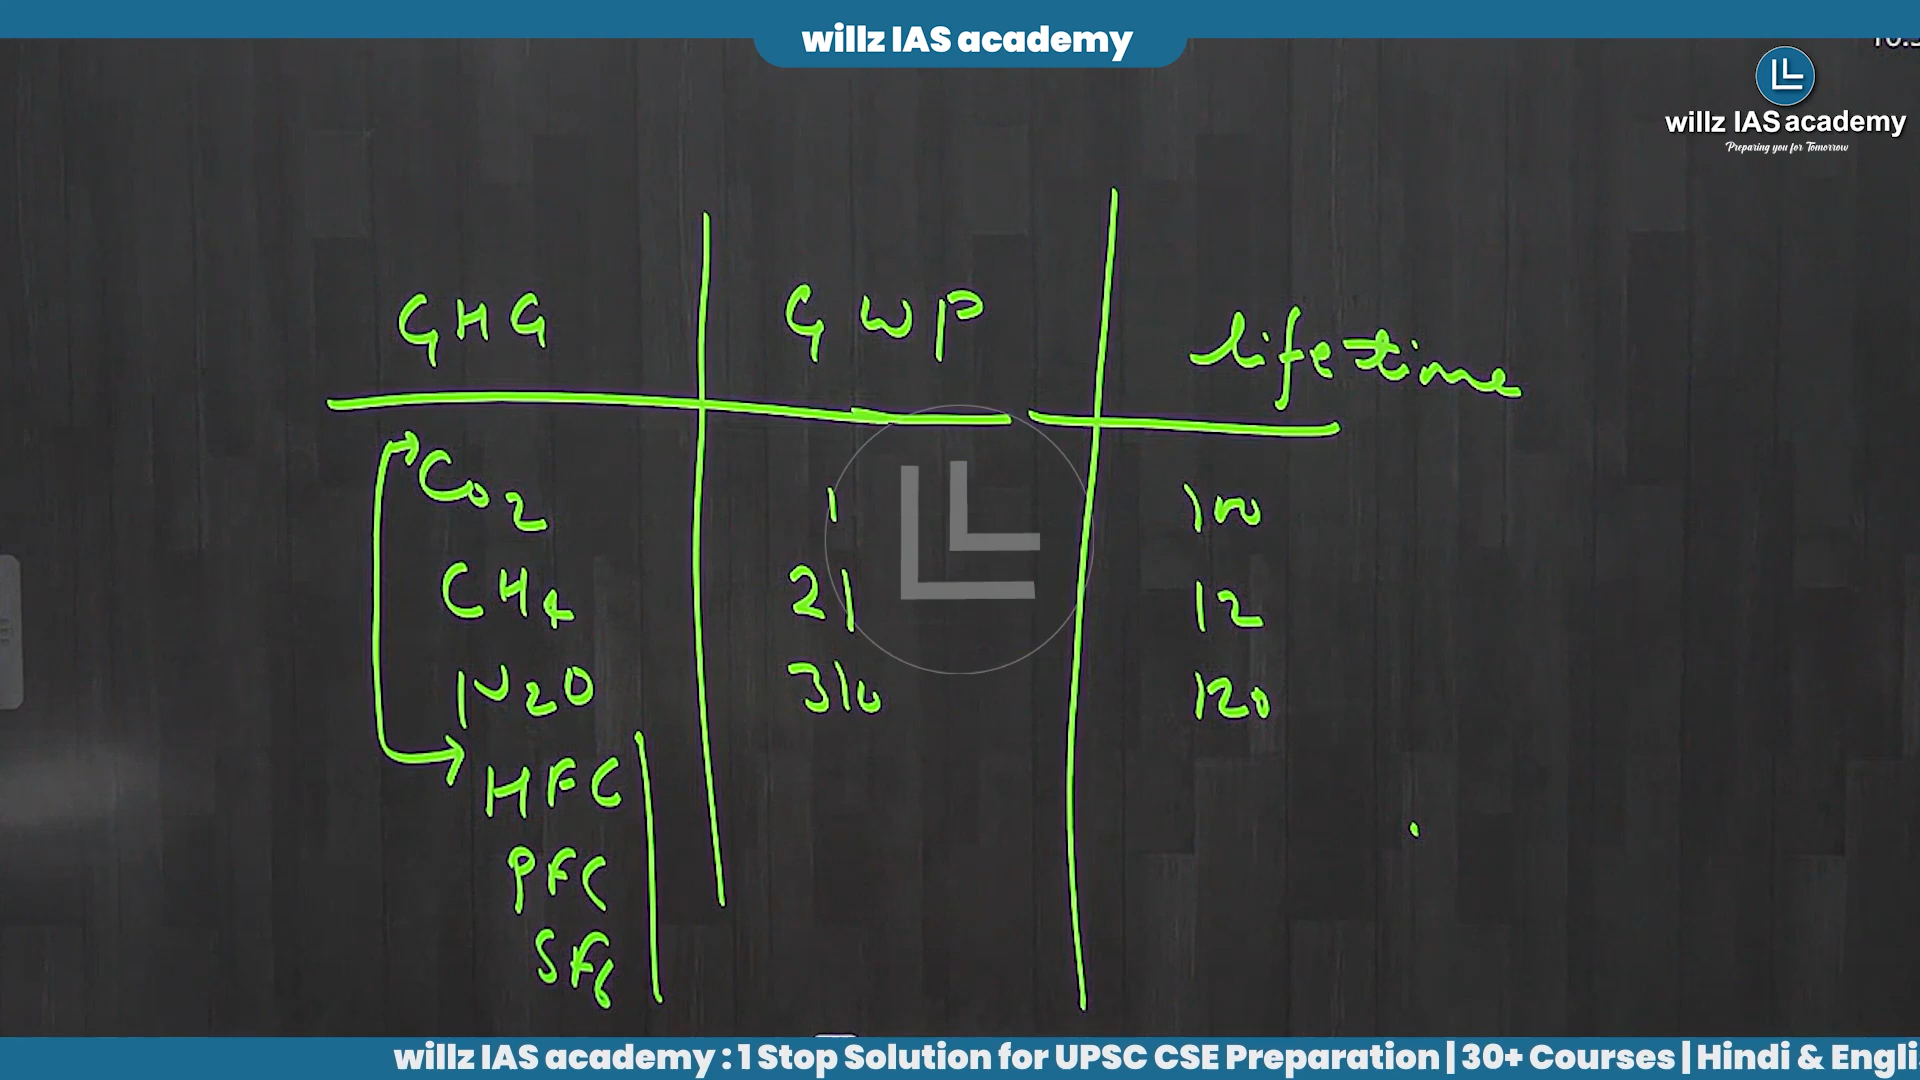 willz IAS academy
willz IAS academy
Preparing you for Tomorrow
GHG GWP lifetime
CO2 1 100
CH4 21 12
N2O 310 120
HFC
PFC
SF6
willz IAS academy : 1 Stop Solution for UPSC CSE Preparation | 30+ Courses | Hindi & Engli